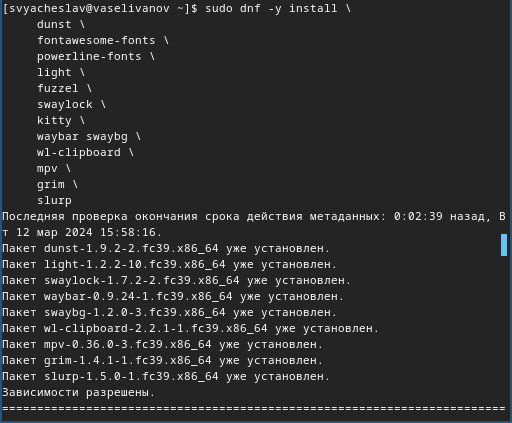 [svyacheslav@vaselivanov ~]$ sudo dnf -y install \
dunst \
fontawesome-fonts \
powerline-fonts \
light \
fuzzel \
swaylock \
kitty \
waybar swaybg \
wl-clipboard \
mpv \
grim \
slurp
Последняя проверка окончания срока действия метаданных: 0:02:39 назад, В
т 12 мар 2024 15:58:16.
Пакет dunst-1.9.2-2.fc39.x86_64 уже установлен.
Пакет light-1.2.2-10.fc39.x86_64 уже установлен.
Пакет swaylock-1.7.2-2.fc39.x86_64 уже установлен.
Пакет waybar-0.9.24-1.fc39.x86_64 уже установлен.
Пакет swaybg-1.2.0-3.fc39.x86_64 уже установлен.
Пакет wl-clipboard-2.2.1-1.fc39.x86_64 уже установлен.
Пакет mpv-0.36.0-3.fc39.x86_64 уже установлен.
Пакет grim-1.4.1-1.fc39.x86_64 уже установлен.
Пакет slurp-1.5.0-1.fc39.x86_64 уже установлен.
Зависимости разрешены.
========================================================================